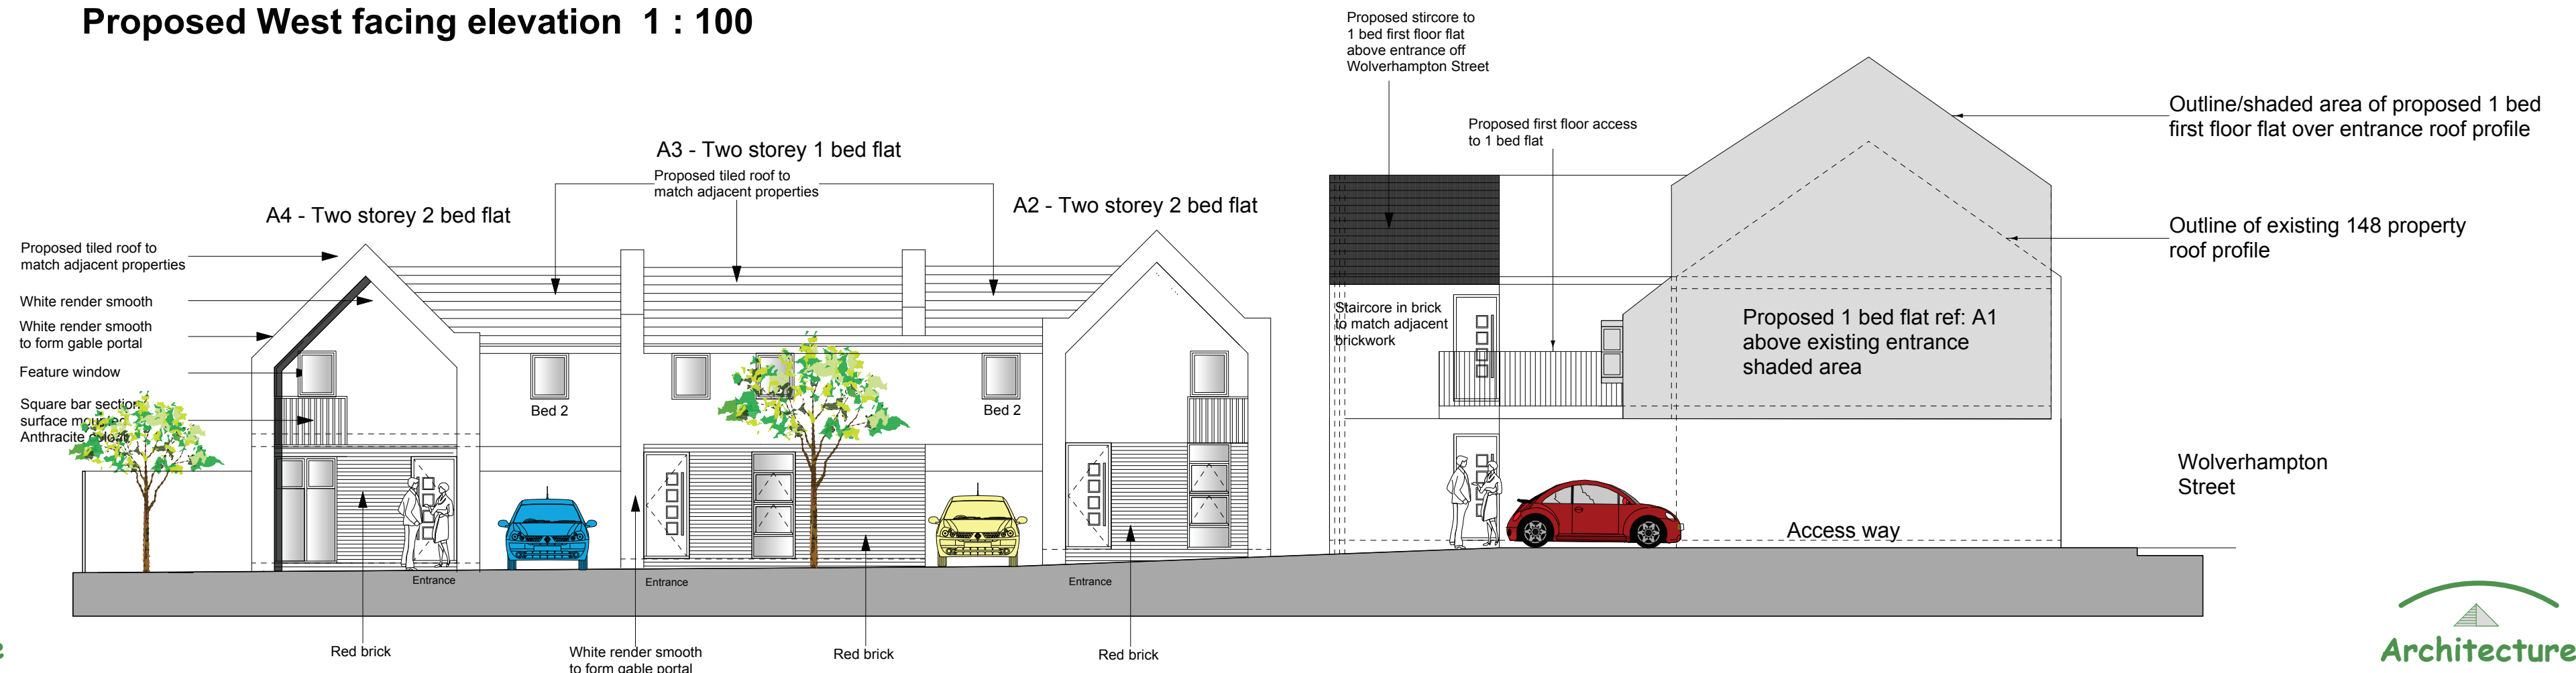 Proposed West facing elevation 1 : 100
Proposed stircore to
1 bed first floor flat
above entrance off
Wolverhampton Street
Proposed first floor access
to 1 bed flat
Outline/shaded area of proposed 1 bed
first floor flat over entrance roof profile
A3 - Two storey 1 bed flat
Proposed tiled roof to
match adjacent properties
A4 - Two storey 2 bed flat
A2 - Two storey 2 bed flat
Outline of existing 148 property
roof profile
Proposed tiled roof to
match adjacent properties
White render smooth
White render smooth
to form gable portal
Feature window
Square bar section
surface mounted
Anthracite colour
Staircore in brick
to match adjacent
brickwork
Proposed 1 bed flat ref: A1
above existing entrance
shaded area
Bed 2
Bed 2
Wolverhampton
Street
Access way
Entrance
Entrance
Entrance
Red brick
White render smooth
to form gable portal
Red brick
Red brick
Architecture